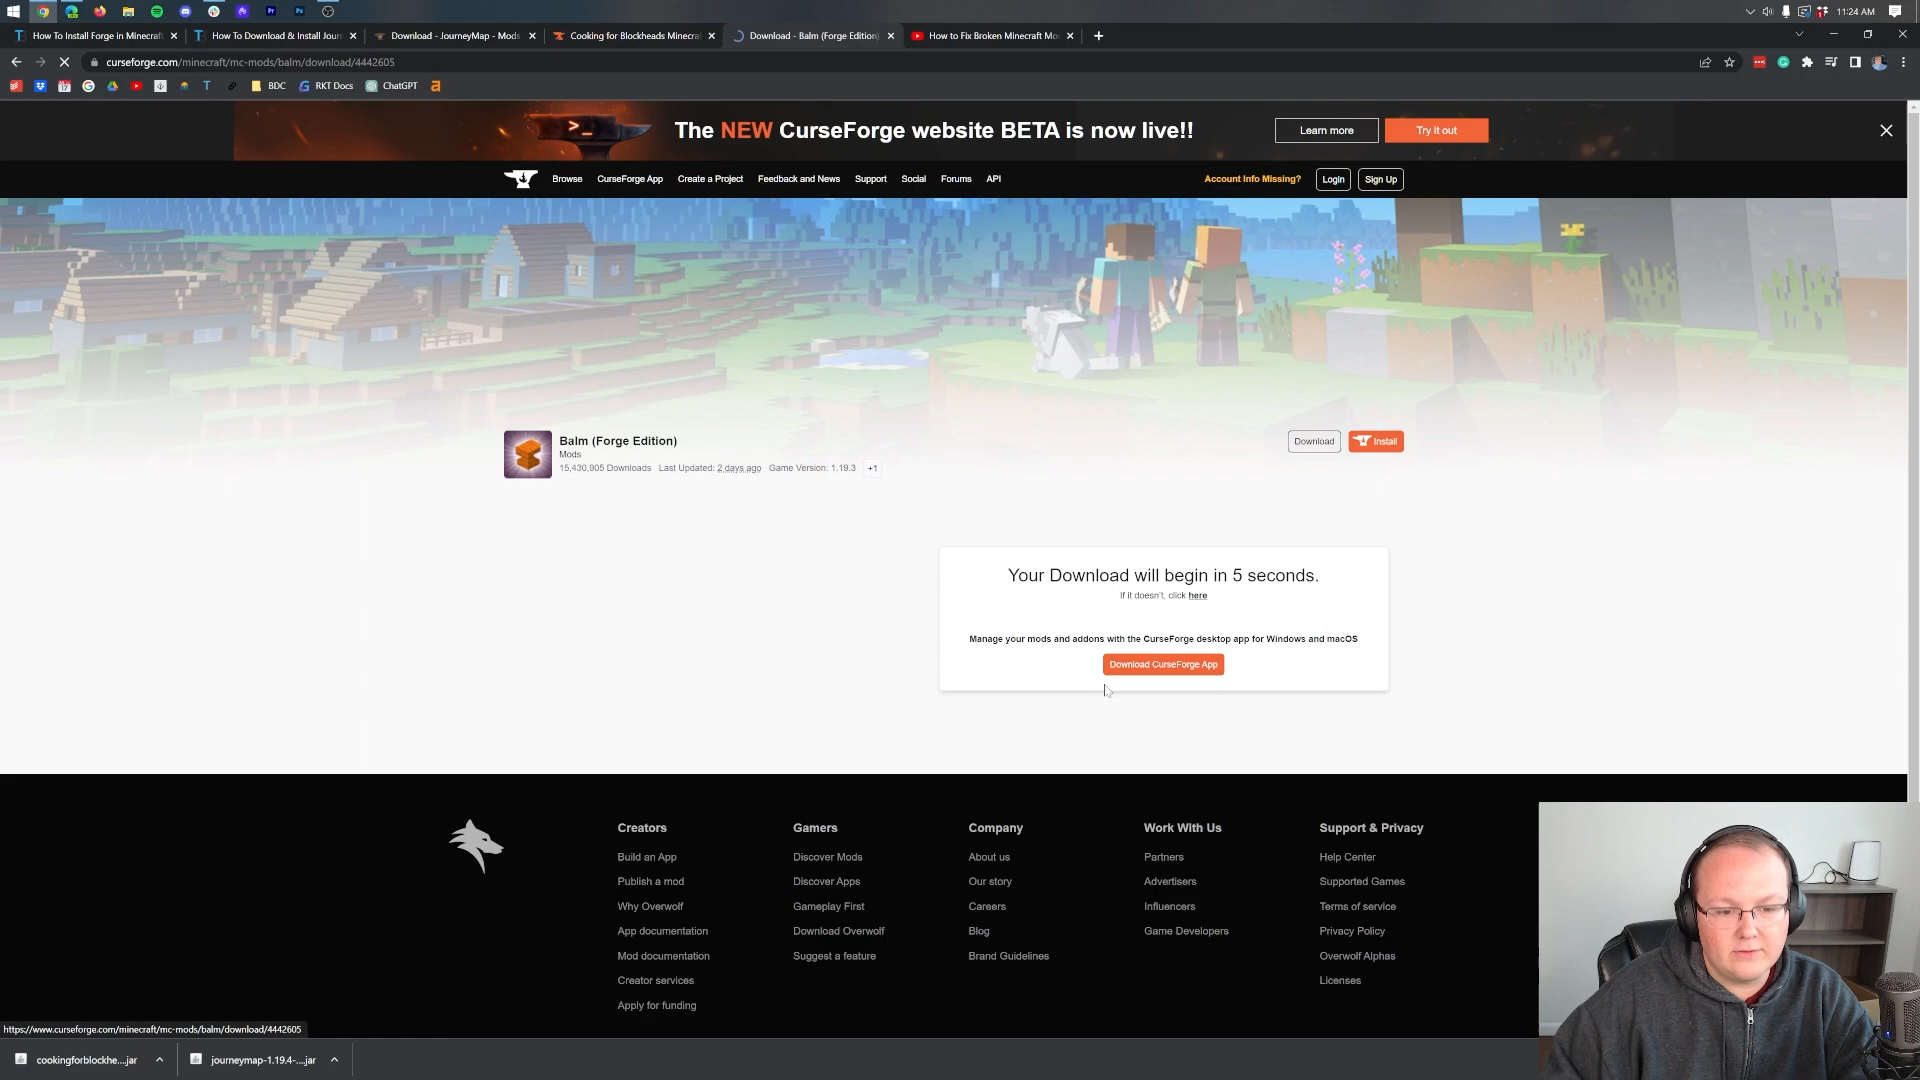 11:24 AM
How To Install Forge in Minecraft
How To Download & Install Jour
Download - JourneyMap - Mods
Cooking for Blockheads Minecra
Download - Balm (Forge Edition)
How to Fix Broken Minecraft Mo
curseforge.com/minecraft/mc-mods/balm/download/4442605
BDC
RKT Docs
ChatGPT
The NEW CurseForge website BETA is now live!!
Learn more
Try it out
Browse
CurseForge App
Create a Project
Feedback and News
Support
Social
Forums
API
Account Info Missing?
Login
Sign Up
Balm (Forge Edition)
Mods
15,430,905 Downloads Last Updated: 2 days ago Game Version: 1.19.3 +1
Download
Install
Your Download will begin in 5 seconds.
If it doesn't, click here
Manage your mods and addons with the CurseForge desktop app for Windows and macOS
Download CurseForge App
Creators
Build an App
Publish a mod
Why Overwolf
App documentation
Mod documentation
Creator services
Apply for funding
Gamers
Discover Mods
Discover Apps
Gameplay First
Download Overwolf
Suggest a feature
Company
About us
Our story
Careers
Blog
Brand Guidelines
Work With Us
Partners
Advertisers
Influencers
Game Developers
Support & Privacy
Help Center
Supported Games
Terms of service
Privacy Policy
Overwolf Alphas
Licenses
https://www.curseforge.com/minecraft/mc-mods/balm/download/4442605
cookingforblockhe....jar
journeymap-1.19.4-....jar